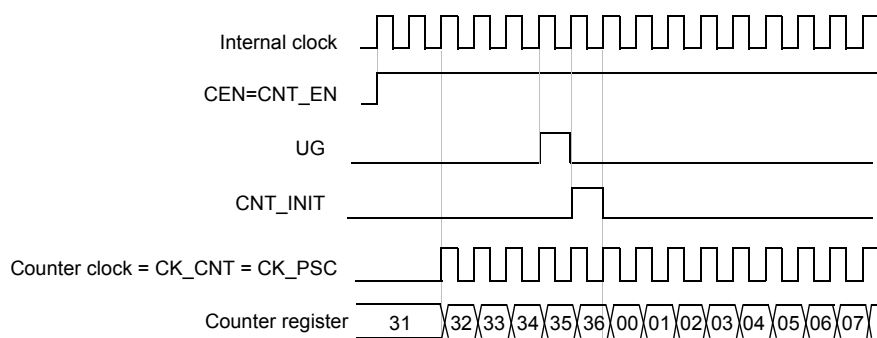 Internal clock
CEN=CNT_EN
UG
CNT_INIT
Counter clock = CK_CNT = CK_PSC
Counter register 31 32 33 34 35 36 00 01 02 03 04 05 06 07